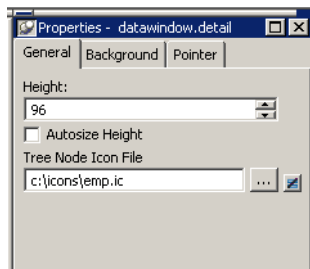 Properties - datawindow.detail
General Background Pointer
Height:
96
Autosize Height
Tree Node Icon File
c:\icons\emp.ic
...